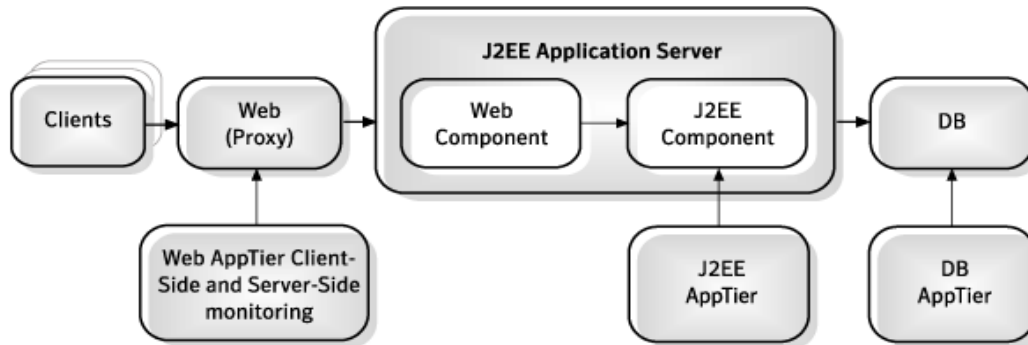 J2EE Application Server
Clients
Web
(Proxy)
Web
Component
J2EE
Component
DB
Web AppTier Client-
Side and Server-Side
monitoring
J2EE
AppTier
DB
AppTier